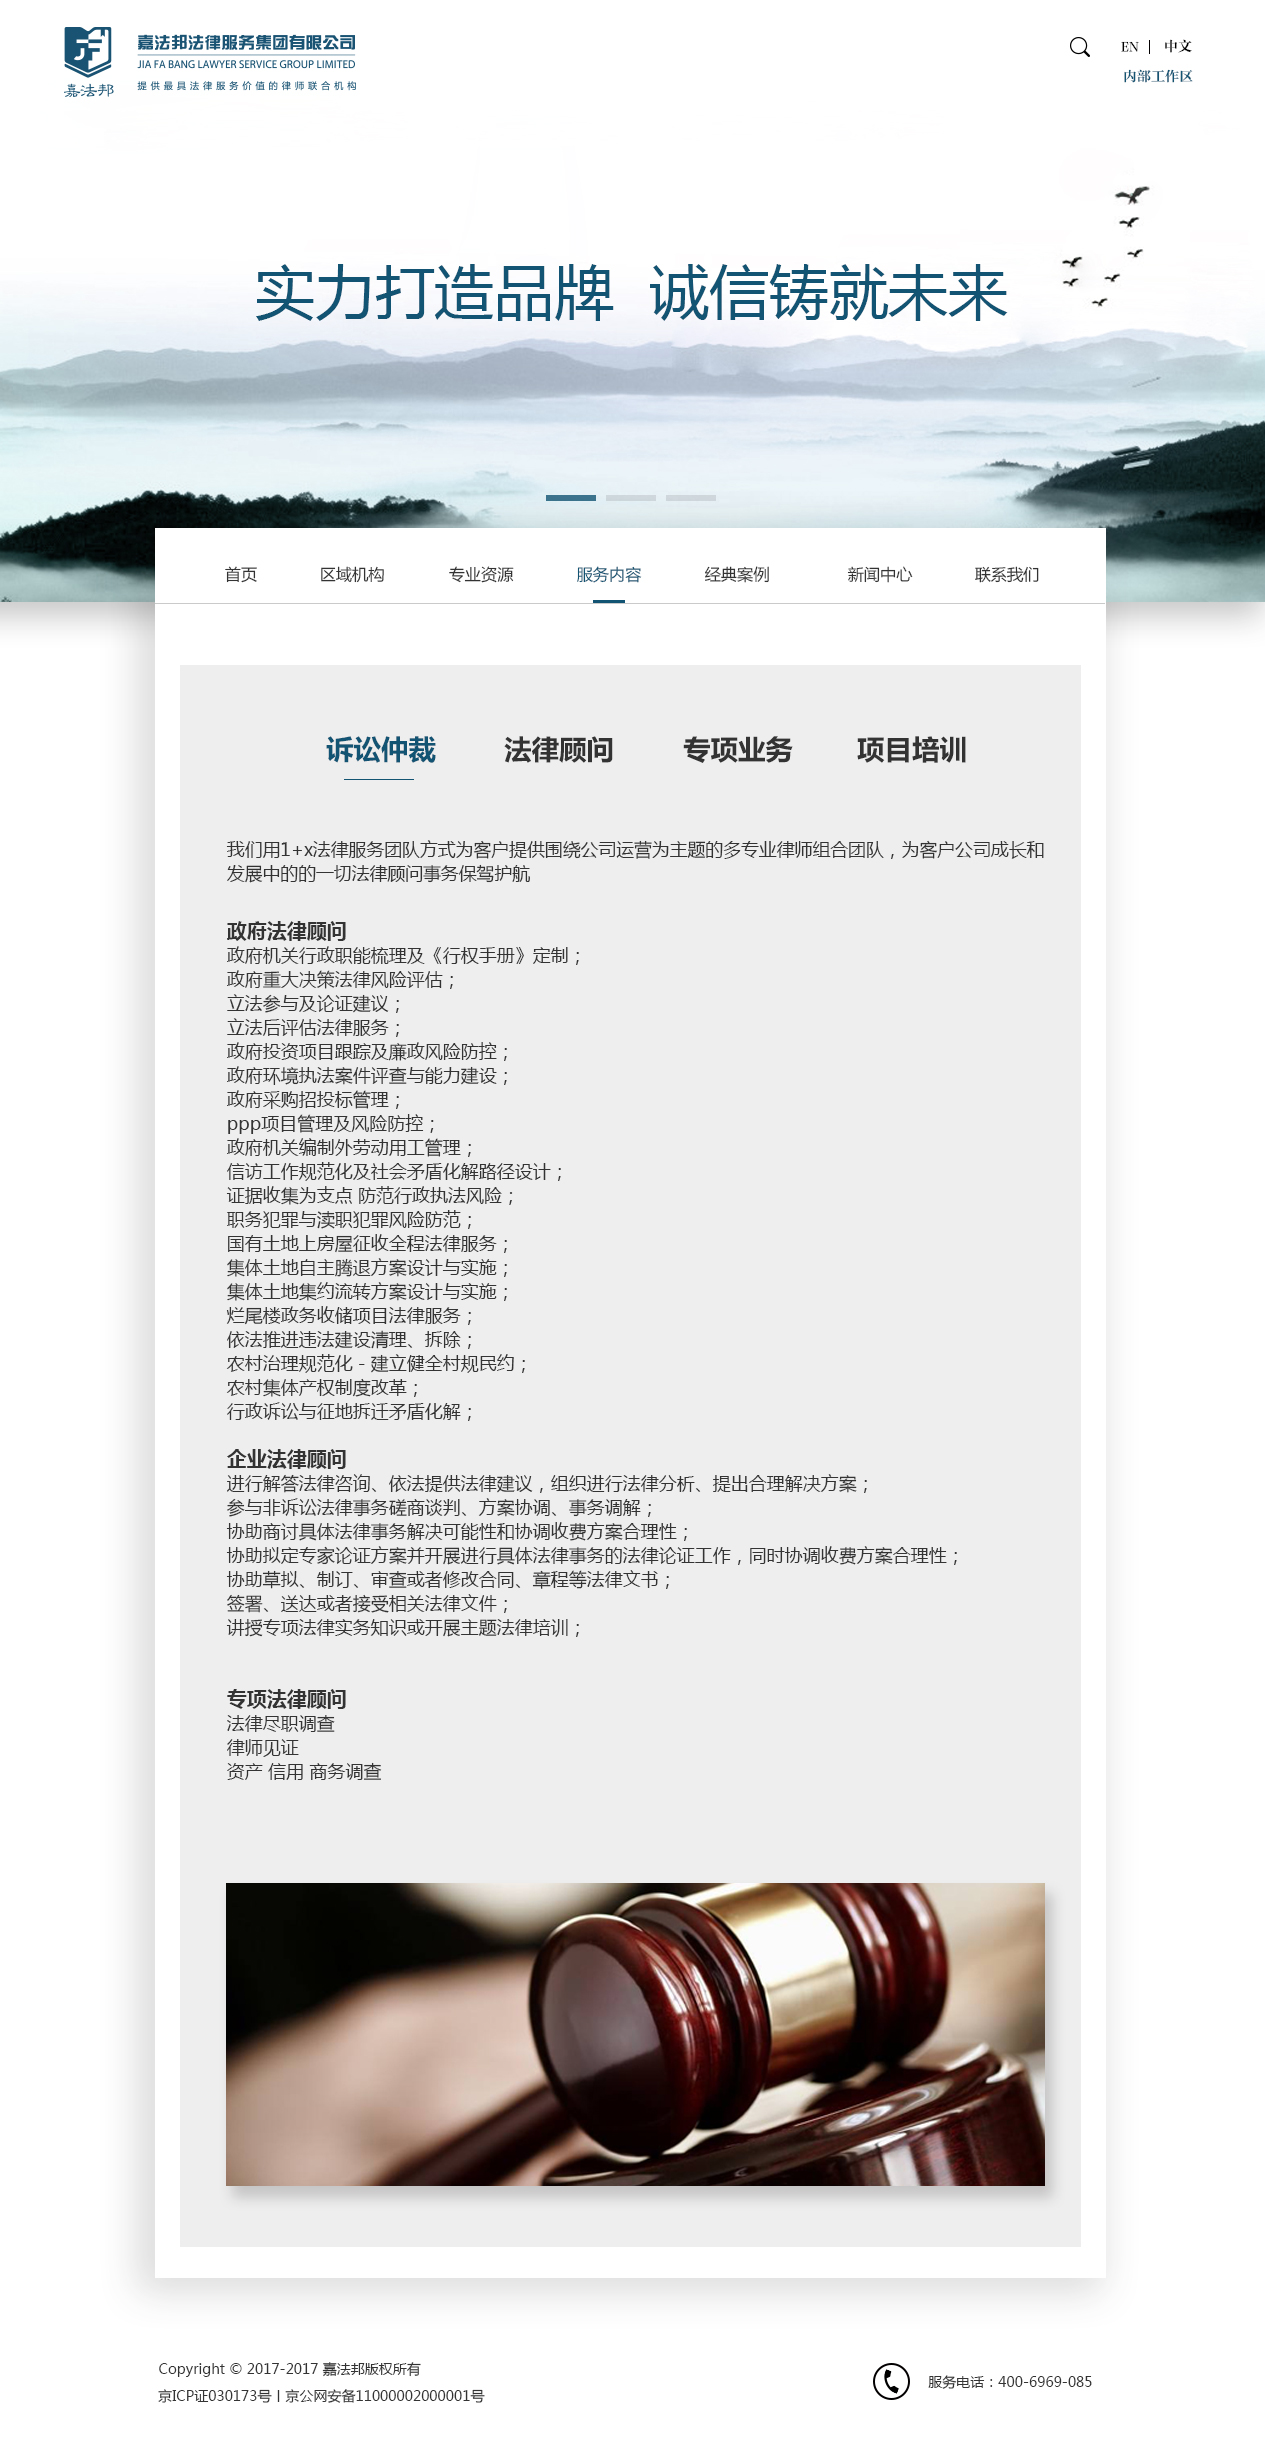 嘉法邦
嘉法邦法律服务集团有限公司
JIA FA BANG LAWYER SERVICE GROUP LIMITED
提供最具法律服务价值的律师联合机构
EN | 中文
内部工作区
实力打造品牌 诚信铸就未来
首页 区域机构 专业资源 服务内容 经典案例 新闻中心 联系我们
诉讼仲裁 法律顾问 专项业务 项目培训
我们用1+x法律服务团队方式为客户提供围绕公司运营为主题的多专业律师组合团队，为客户公司成长和
发展中的的一切法律顾问事务保驾护航
政府法律顾问
政府机关行政职能梳理及《行权手册》定制；
政府重大决策法律风险评估；
立法参与及论证建议；
立法后评估法律服务；
政府投资项目跟踪及廉政风险防控；
政府环境执法案件评查与能力建设；
政府采购招投标管理；
ppp项目管理及风险防控；
政府机关编制外劳动用工管理；
信访工作规范化及社会矛盾化解路径设计；
证据收集为支点 防范行政执法风险；
职务犯罪与渎职犯罪风险防范；
国有土地上房屋征收全程法律服务；
集体土地自主腾退方案设计与实施；
集体土地集约流转方案设计与实施；
烂尾楼政务收储项目法律服务；
依法推进违法建设清理、拆除；
农村治理规范化 - 建立健全村规民约；
农村集体产权制度改革；
行政诉讼与征地拆迁矛盾化解；
企业法律顾问
进行解答法律咨询、依法提供法律建议，组织进行法律分析、提出合理解决方案；
参与非诉讼法律事务磋商谈判、方案协调、事务调解；
协助商讨具体法律事务解决可能性和协调收费方案合理性；
协助拟定专家论证方案并开展进行具体法律事务的法律论证工作，同时协调收费方案合理性；
协助草拟、制订、审查或者修改合同、章程等法律文书；
签署、送达或者接受相关法律文件；
讲授专项法律实务知识或开展主题法律培训；
专项法律顾问
法律尽职调查
律师见证
资产 信用 商务调查
Copyright © 2017-2017 嘉法邦版权所有
京ICP证030173号 | 京公网安备11000002000001号
服务电话：400-6969-085